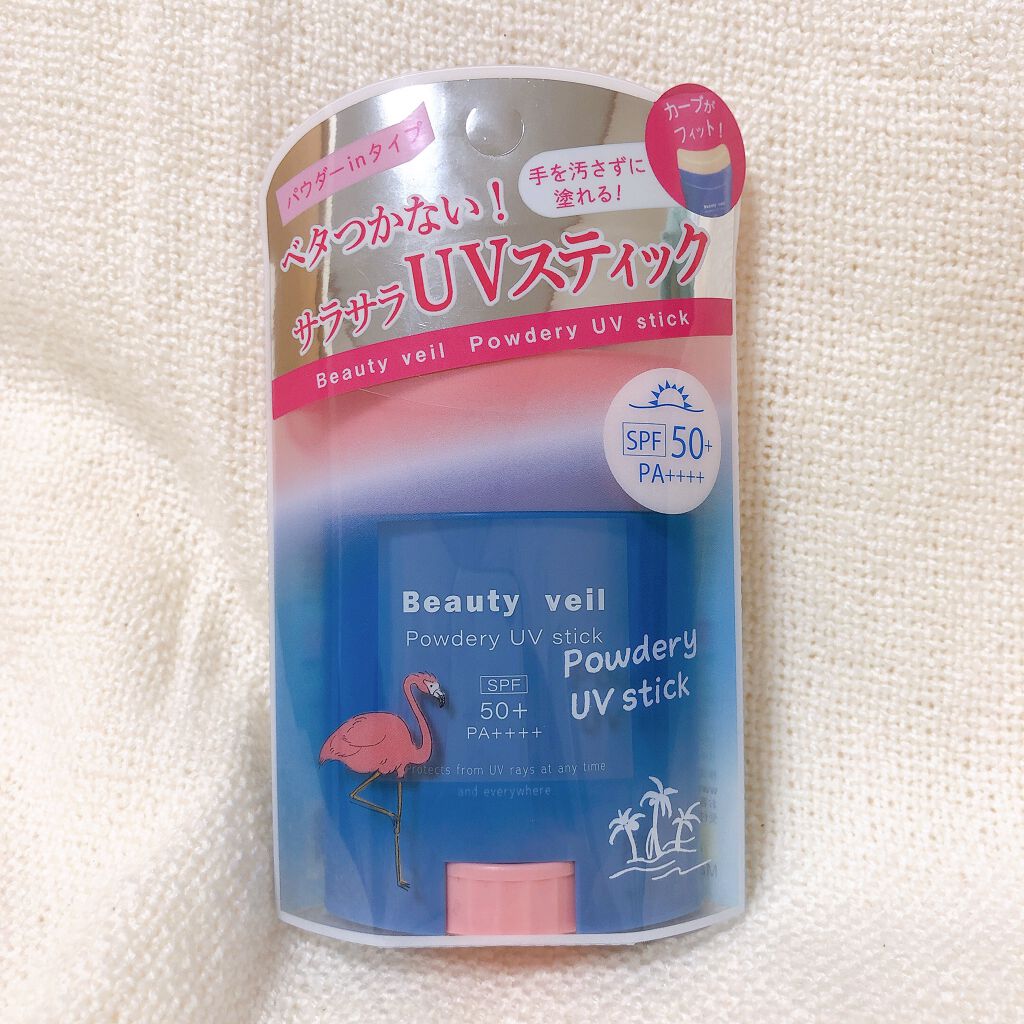 パウダーinタイプ
カーブが
フィット!
手を汚さずに
塗れる!
ベタつかない!
サラサラUVスティック
Beauty veil Powdery UV stick
SPF 50+
PA++++
Beauty veil
Powdery UV stick
Powdery
UV stick
SPF
50+
PA++++
Protects from UV rays at any time
and everywhere
Beauty veil